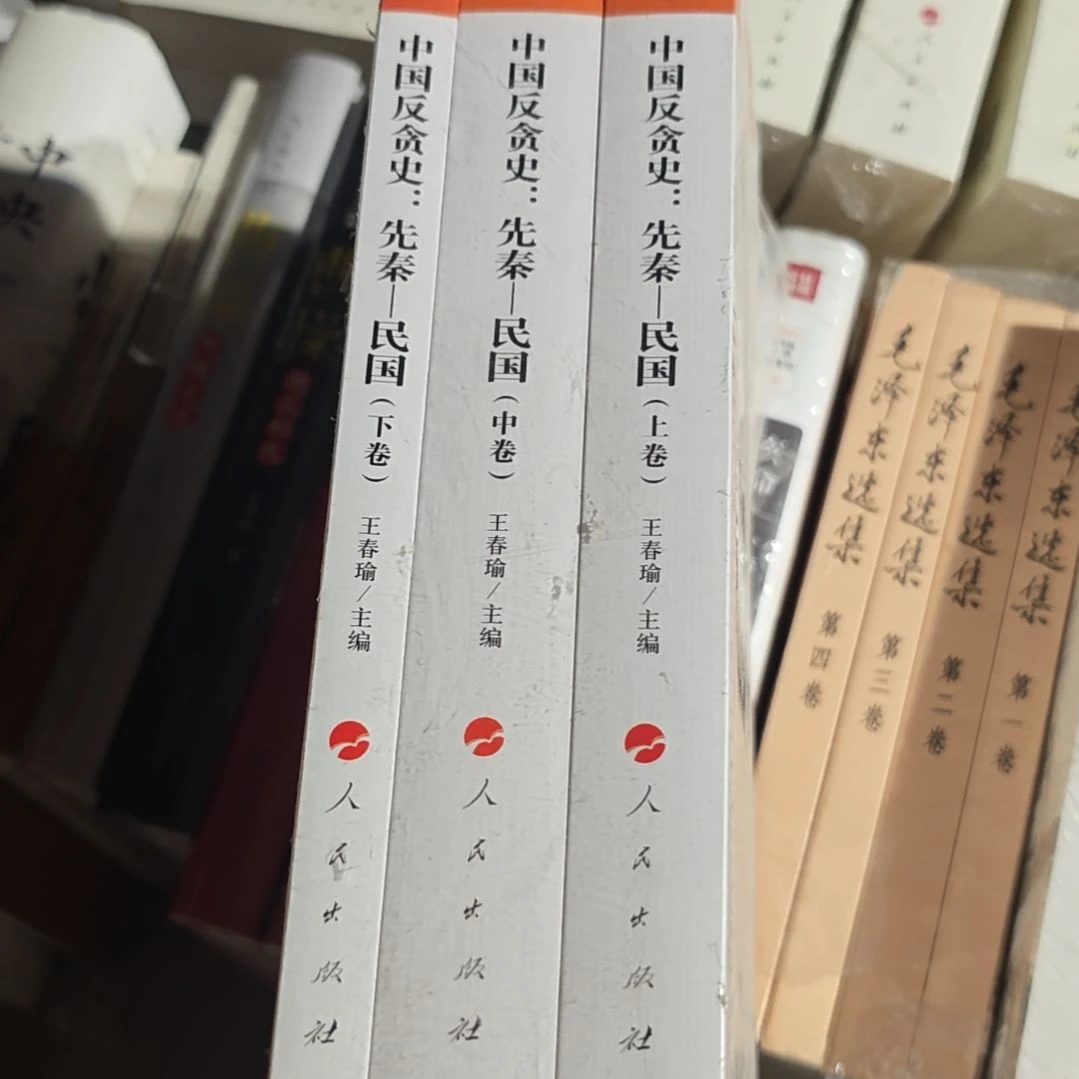 中国反贪史：先秦—民国（下卷）
王春瑜／主编
人民出版社
中国反贪史：先秦—民国（中卷）
王春瑜／主编
人民出版社
中国反贪史：先秦—民国（上卷）
王春瑜／主编
人民出版社
毛泽东选集 第四卷
毛泽东选集 第三卷
毛泽东选集 第二卷
毛泽东选集 第一卷
中央